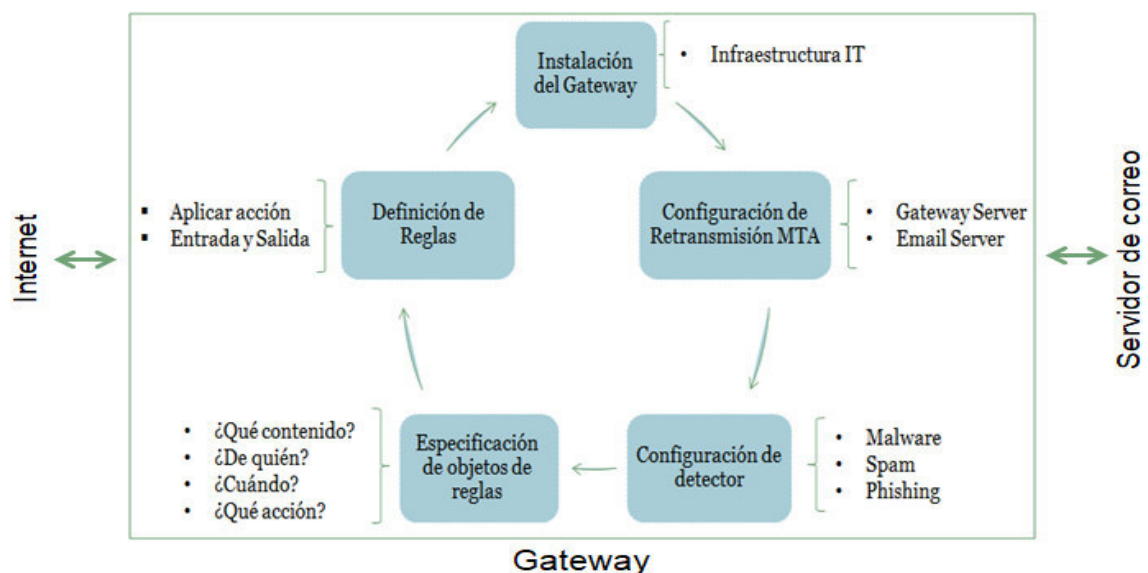 Instalación
del Gateway
• Infraestructura IT
Internet
▪ Aplicar acción
▪ Entrada y Salida
Definición de
Reglas
Configuración de
Retransmisión MTA
• Gateway Server
• Email Server
Servidor de correo
• ¿Qué contenido?
• ¿De quién?
• ¿Cuándo?
• ¿Qué acción?
Especificación
de objetos de
reglas
Configuración de
detector
• Malware
• Spam
• Phishing
Gateway